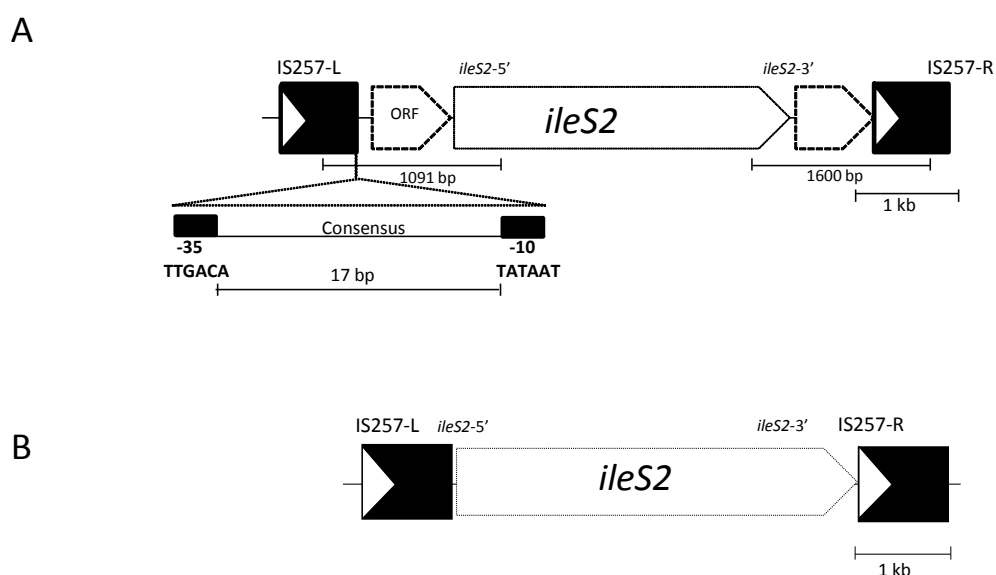 A
IS257-L
ileS2-5’
ileS2-3’
IS257-R
ORF
ileS2
1091 bp
1600 bp
1 kb
Consensus
-35
-10
TTGACA
17 bp
TATAAT
B
IS257-L
ileS2-5’
ileS2-3’
IS257-R
ileS2
1 kb